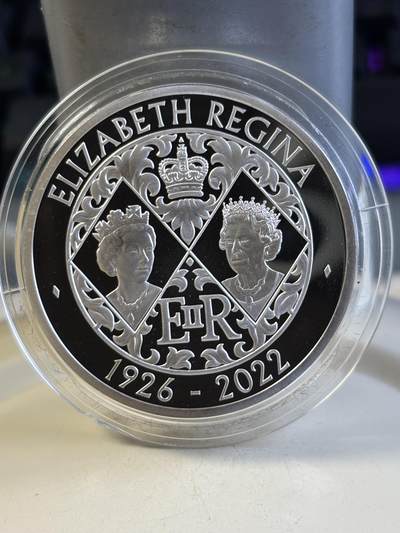 ELIZABETH REGINA
EIIR
1926 - 2022